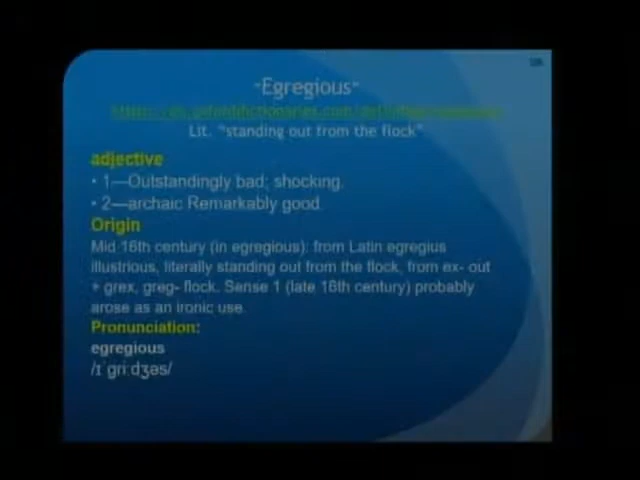 "Egregious"
Lit. "standing out from the flock"
adjective
• 1—Outstandingly bad; shocking.
• 2—archaic Remarkably good.
Origin
Mid 16th century (in egregious): from Latin egregius
illustrious, literally standing out from the flock, from ex- out
+ grex, greg- flock. Sense 1 (late 16th century) probably
arose as an ironic use.
Pronunciation:
egregious
/ɪˈɡriːdʒəs/